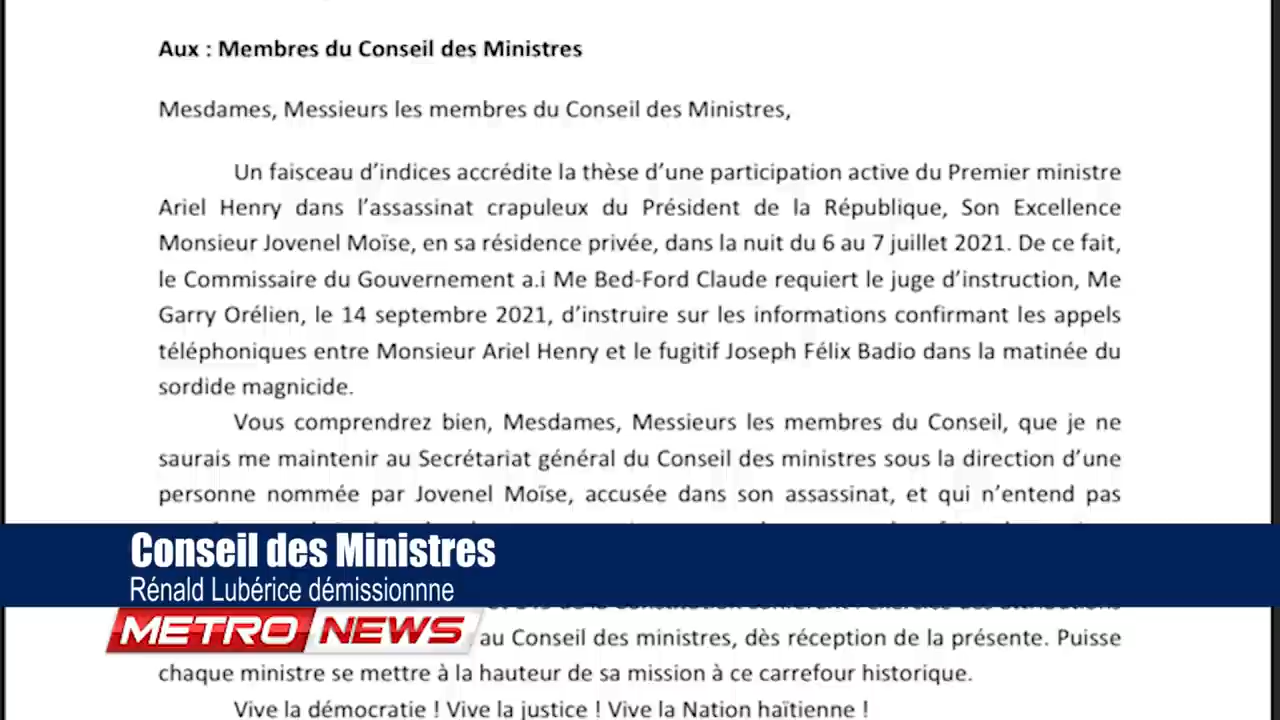 Aux : Membres du Conseil des Ministres
Mesdames, Messieurs les membres du Conseil des Ministres,
Un faisceau d’indices accrédite la thèse d’une participation active du Premier ministre
Ariel Henry dans l’assassinat crapuleux du Président de la République, Son Excellence
Monsieur Jovenel Moïse, en sa résidence privée, dans la nuit du 6 au 7 juillet 2021. De ce fait,
le Commissaire du Gouvernement a.i Me Bed-Ford Claude requiert le juge d’instruction, Me
Garry Orélien, le 14 septembre 2021, d’instruire sur les informations confirmant les appels
téléphoniques entre Monsieur Ariel Henry et le fugitif Joseph Félix Badio dans la matinée du
sordide magnicide.
Vous comprendrez bien, Mesdames, Messieurs les membres du Conseil, que je ne
saurais me maintenir au Secrétariat général du Conseil des ministres sous la direction d’une
personne nommée par Jovenel Moïse, accusée dans son assassinat, et qui n’entend pas
Conseil des Ministres
Rénald Lubérice démissionnne
METRO NEWS
au Conseil des ministres, dès réception de la présente. Puisse
chaque ministre se mettre à la hauteur de sa mission à ce carrefour historique.
Vive la démocratie ! Vive la justice ! Vive la Nation haïtienne !